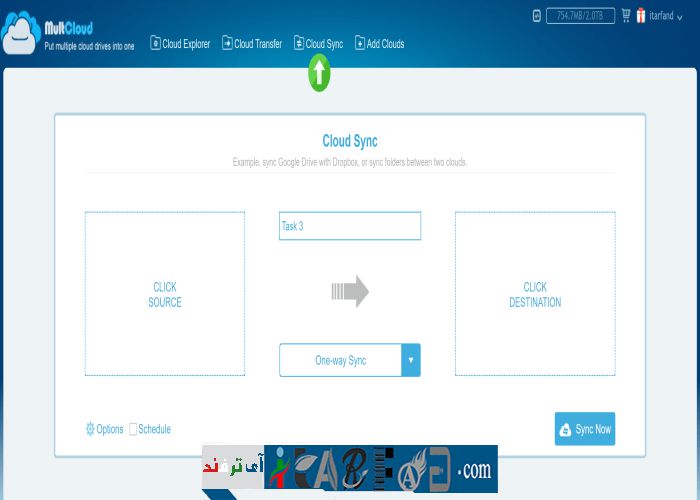 MultCloud
Put multiple cloud drives into one
Cloud Explorer
Cloud Transfer
Cloud Sync
Add Clouds
754.7MB/2.0TB
itarfand
Cloud Sync
Example, sync Google Drive with Dropbox, or sync folders between two clouds.
CLICK
SOURCE
Task 3
CLICK
DESTINATION
One-way Sync
Options
Schedule
Sync Now
آی ترفند
.com